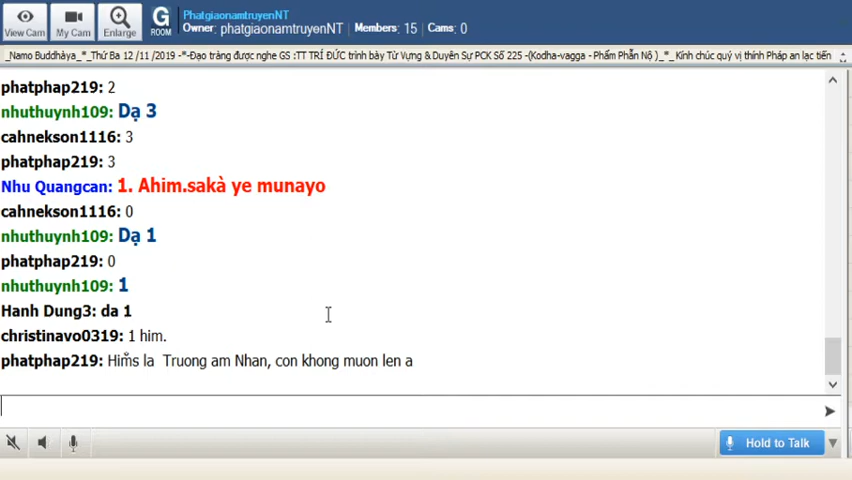 View Cam
My Cam
Enlarge
G
ROOM
PhatgiaonamtruyenNT
Owner: phatgiaonamtruyenNT Members: 15 Cams: 0
_Namo Buddhàya_*_Thứ Ba 12 /11 /2019 -*-Đạo tràng được nghe GS :TT TRÍ ĐỨC trình bày Từ Vựng & Duyên Sự PCK Số 225 -(Kodha-vagga - Phẩm Phẫn Nộ )_*_ Kính chúc quý vị thính Pháp an lạc tiến
phatphap219: 2
nhuthuynh109: Dạ 3
cahnekson1116: 3
phatphap219: 3
Nhu Quangcan: 1. Ahim.sakà ye munayo
cahnekson1116: 0
nhuthuynh109: Dạ 1
phatphap219: 0
nhuthuynh109: 1
Hanh Dung3: da 1
christinavo0319: 1 him.
phatphap219: Hiṁs la Truong am Nhan, con khong muon len a
Hold to Talk